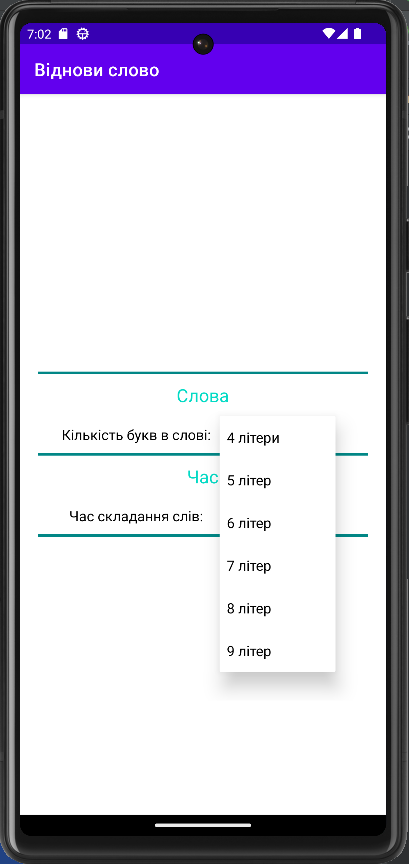 7:02
Віднови слово
Слова
Кількість букв в слові:
4 літери
5 літер
Час
6 літер
Час складання слів:
7 літер
8 літер
9 літер